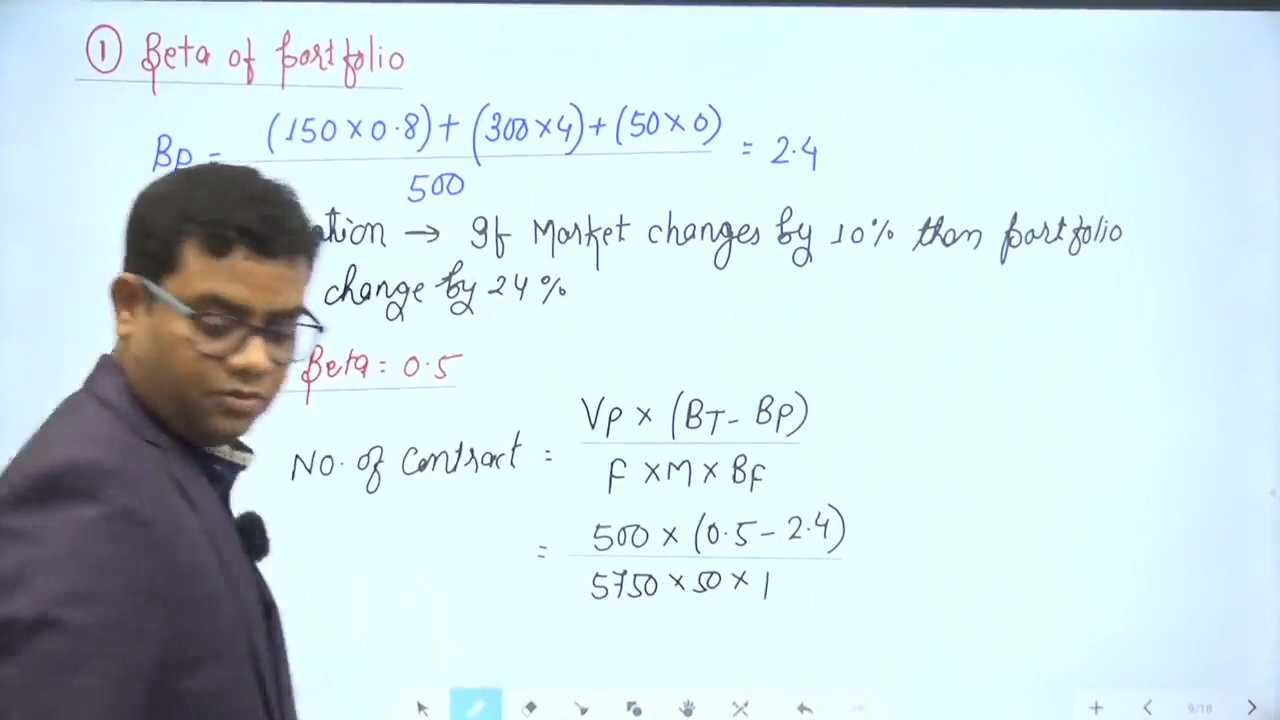 ① Beta of Portfolio
(150 × 0.8) + (300 × 4) + (50 × 0)
BP = = 2.4
500
→ If Market changes by 10% than portfolio
change by 24%
Beta = 0.5
VP × (BT - BP)
No. of Contract =
F × M × BF
500 × (0.5 - 2.4)
=
5750 × 50 × 1
9/18